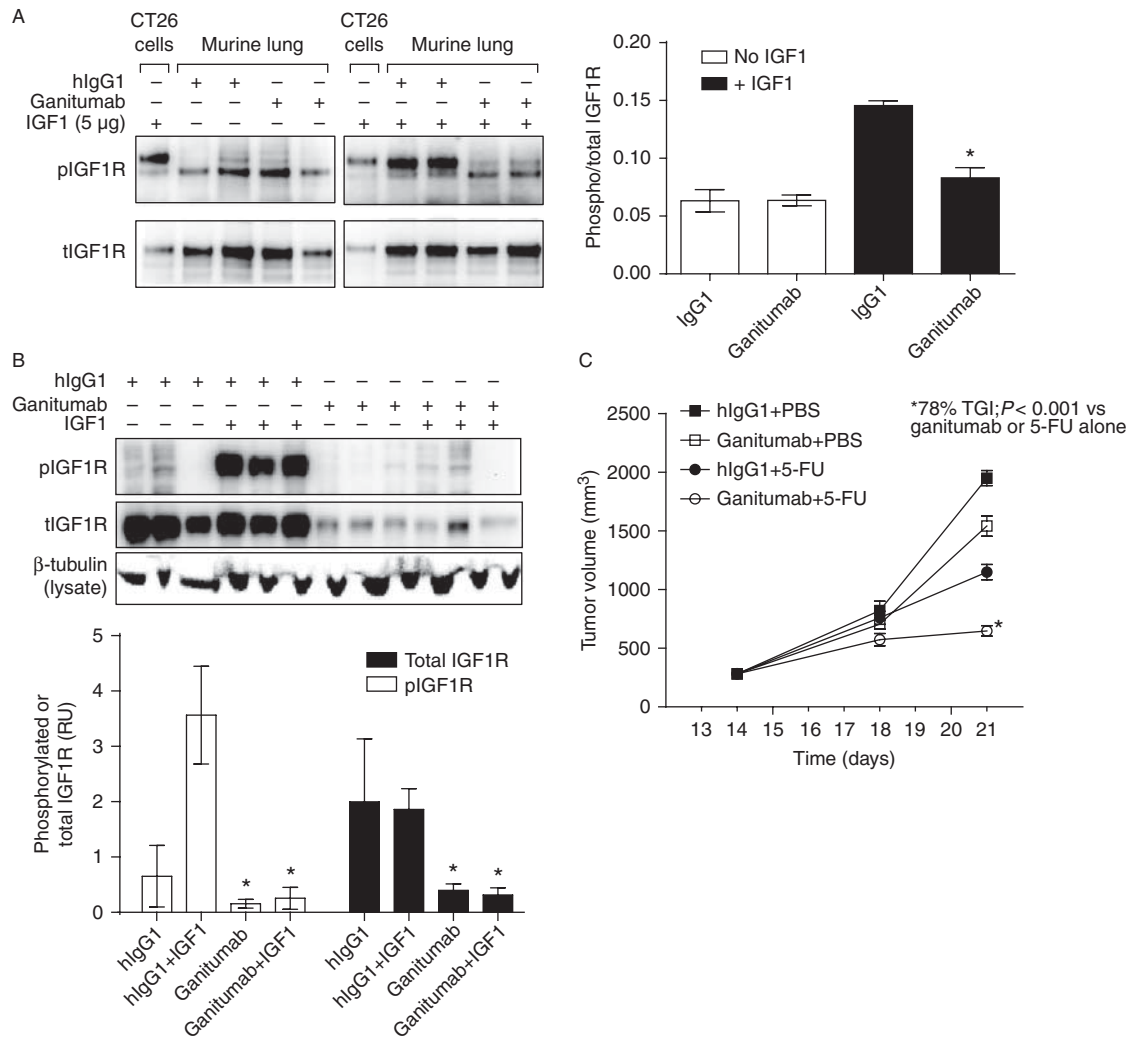 A
CT26 cells
Murine lung
CT26 cells
Murine lung
hIgG1 – + + – – – + + – –
Ganitumab – – – + + – – – + +
IGF1 (5 µg) + – – – – + + + + +
pIGF1R
tIGF1R
Phospho/total IGF1R
0.20
0.15
0.10
0.05
0.00
No IGF1
+ IGF1
*
IgG1
Ganitumab
IgG1
Ganitumab
B
hIgG1 + + + + + + – – – – – –
Ganitumab – – – – – – + + + + + +
IGF1 – – – + + + – – – + + +
pIGF1R
tIGF1R
β-tubulin
(lysate)
Phosphorylated or
total IGF1R (RU)
5
4
3
2
1
0
Total IGF1R
pIGF1R
* * * *
hIgG1
hIgG1+IGF1
Ganitumab
Ganitumab+IGF1
hIgG1
hIgG1+IGF1
Ganitumab
Ganitumab+IGF1
C
Tumor volume (mm³)
2500
2000
1500
1000
500
0
hIgG1+PBS
Ganitumab+PBS
hIgG1+5-FU
Ganitumab+5-FU
*78% TGI;P< 0.001 vs
ganitumab or 5-FU alone
*
13 14 15 16 17 18 19 20 21
Time (days)